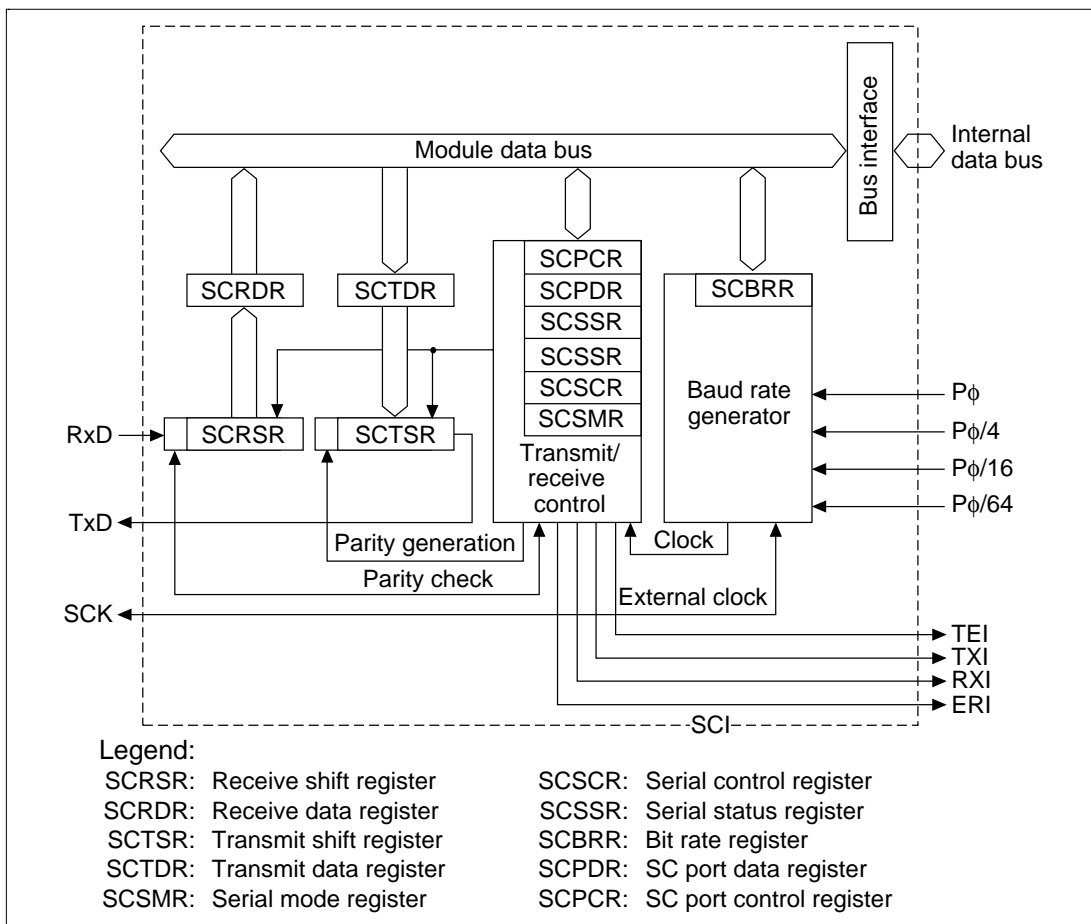 Module data bus
Bus interface
Internal
data bus
SCRDR
SCTDR
SCPCR
SCPDR
SCSSR
SCSSR
SCSCR
SCSMR
Transmit/
receive
control
SCBRR
Baud rate
generator
Pϕ
Pϕ/4
Pϕ/16
Pϕ/64
RxD
SCRSR
SCTSR
TxD
Parity generation
Clock
Parity check
SCK
External clock
TEI
TXI
RXI
ERI
SCI
Legend:
SCRSR: Receive shift register
SCRDR: Receive data register
SCTSR: Transmit shift register
SCTDR: Transmit data register
SCSMR: Serial mode register
SCSCR: Serial control register
SCSSR: Serial status register
SCBRR: Bit rate register
SCPDR: SC port data register
SCPCR: SC port control register